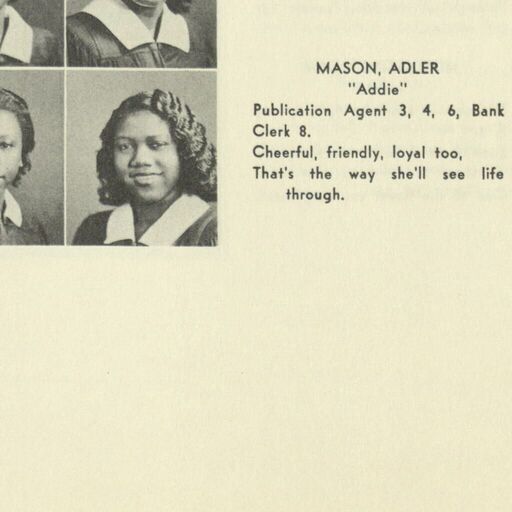 MASON, ADLER
"Addie"
Publication Agent 3, 4, 6, Bank
Clerk 8.
Cheerful, friendly, loyal too,
That's the way she'll see life
through.